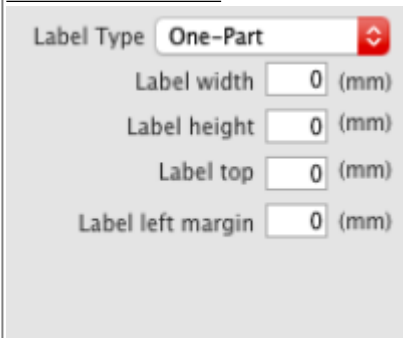 Label Type One-Part
Label width 0 (mm)
Label height 0 (mm)
Label top 0 (mm)
Label left margin 0 (mm)